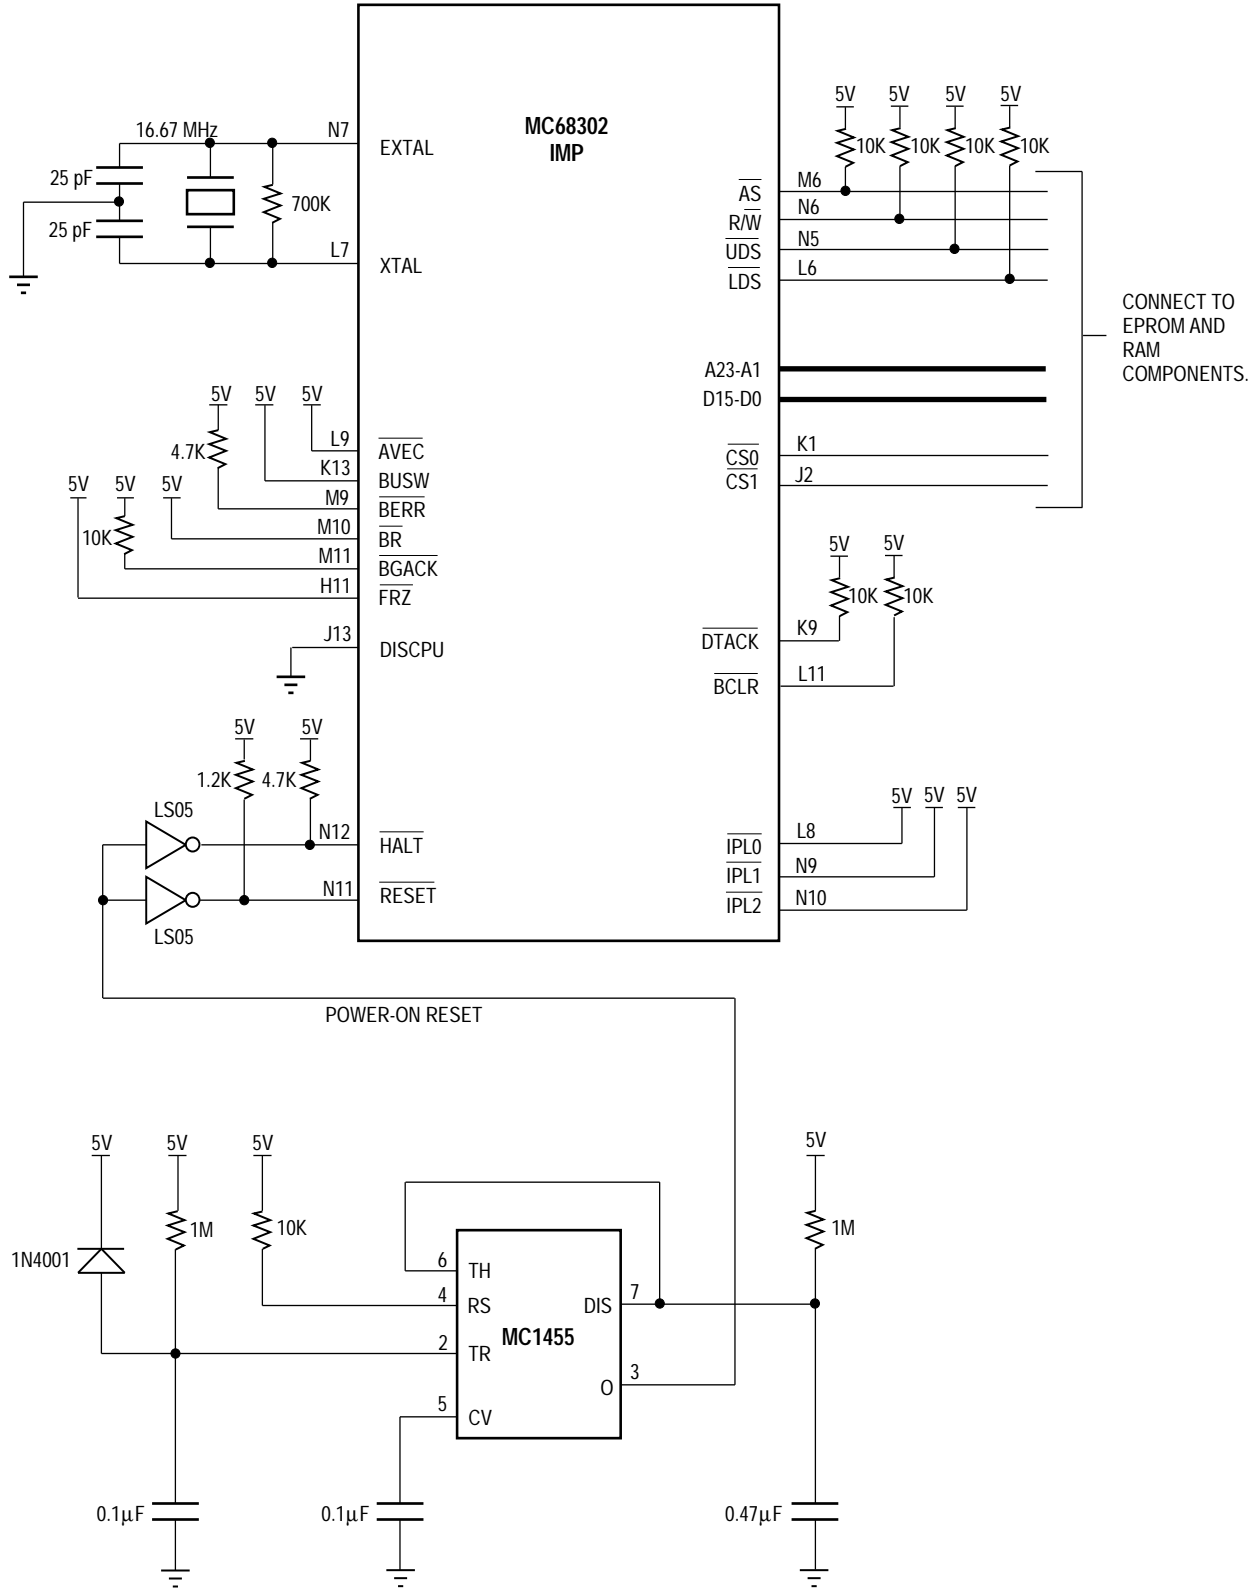 MC68302
IMP
16.67 MHz
N7
EXTAL
25 pF
25 pF
700K
L7
XTAL
5V
5V
5V
5V
10K
10K
10K
10K
AS
M6
R/W
N6
UDS
N5
LDS
L6
CONNECT TO
EPROM AND
RAM
COMPONENTS.
A23-A1
D15-D0
CS0
K1
CS1
J2
5V
5V
5V
4.7K
L9
AVEC
K13
BUSW
5V
5V
5V
M9
BERR
10K
M10
BR
M11
BGACK
H11
FRZ
J13
DISCPU
5V
5V
10K
10K
DTACK
K9
BCLR
L11
5V
5V
1.2K
4.7K
LS05
N12
HALT
N11
RESET
LS05
5V
5V
5V
IPL0
L8
IPL1
N9
IPL2
N10
POWER-ON RESET
5V
5V
5V
5V
1N4001
1M
10K
1M
6
TH
4
RS
DIS
7
MC1455
2
TR
O
3
5
CV
0.1µF
0.1µF
0.47µF